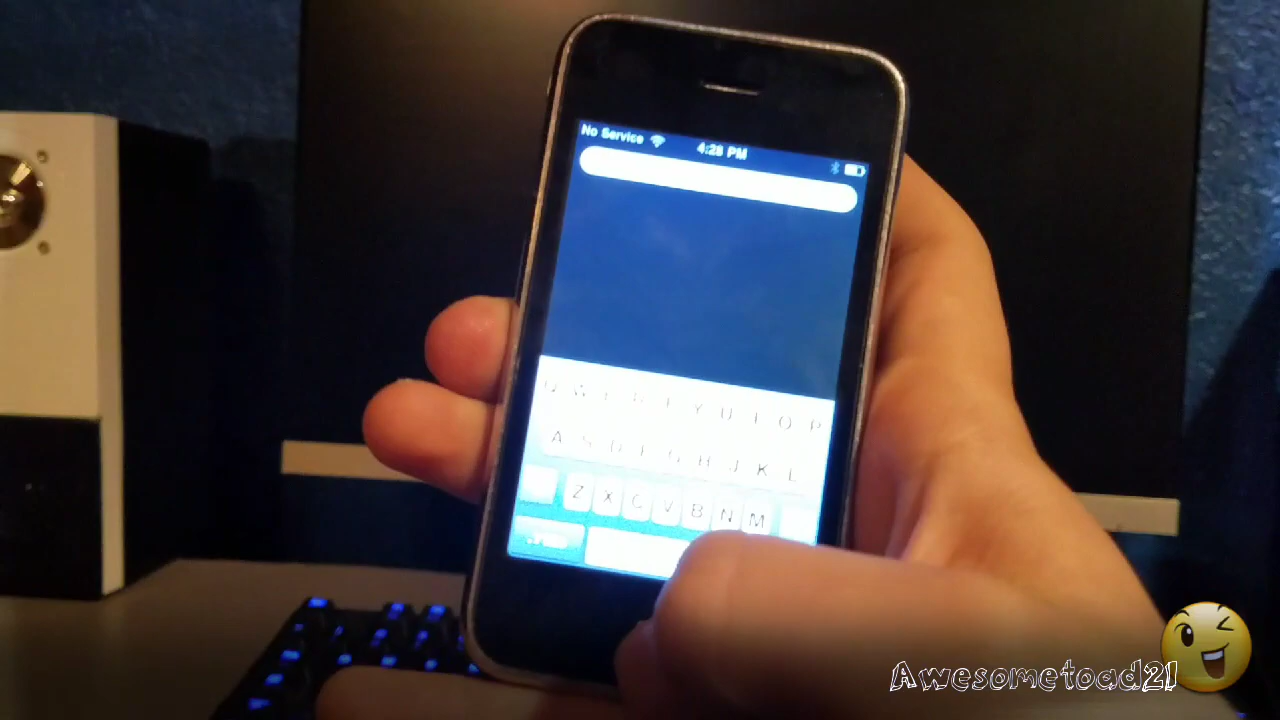 No Service 4:28 PM
Y U I O P
A S D F G H J K L
Z X C V B N M
Awesometoad21